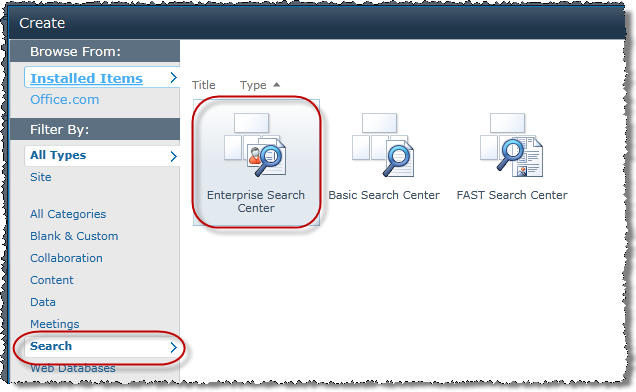 Create
Browse From:
Installed Items
Office.com
Filter By:
All Types
Site
All Categories
Blank & Custom
Collaboration
Content
Data
Meetings
Search
Web Databases
Title Type
Enterprise Search
Center
Basic Search Center
FAST Search Center